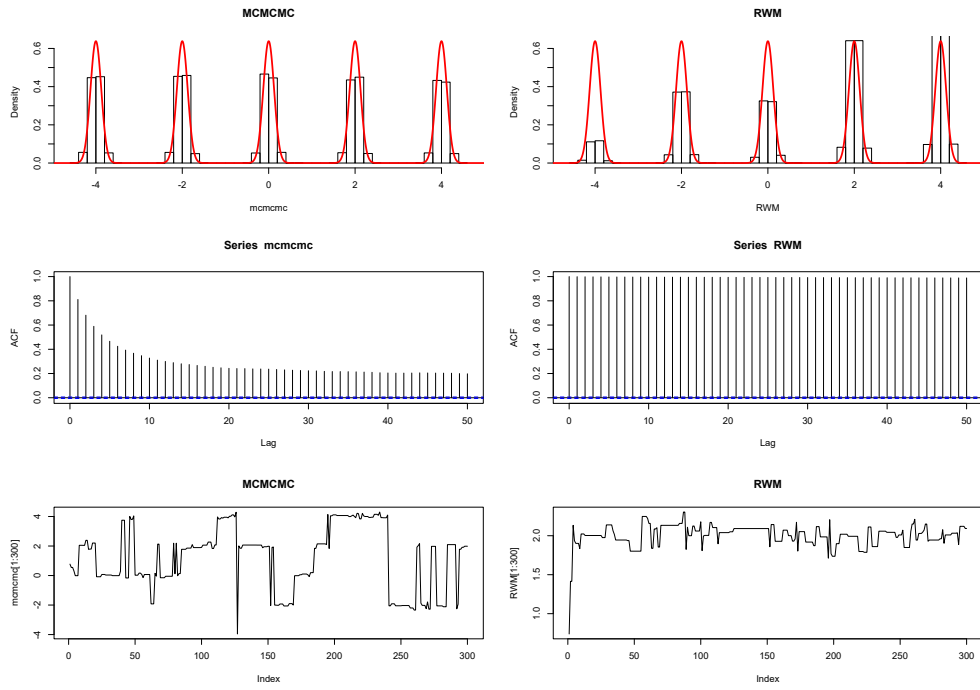 MCMCMC
Density
0.0 0.2 0.4 0.6
-4 -2 0 2 4
mcmcmc
RWM
Density
0.0 0.2 0.4 0.6
-4 -2 0 2 4
RWM
Series mcmcmc
ACF
0.0 0.2 0.4 0.6 0.8 1.0
0 10 20 30 40 50
Lag
Series RWM
ACF
0.0 0.2 0.4 0.6 0.8 1.0
0 10 20 30 40 50
Lag
MCMCMC
mcmcmc[1:300]
-4 -2 0 2 4
0 50 100 150 200 250 300
Index
RWM
RWM[1:300]
1.0 1.5 2.0
0 50 100 150 200 250 300
Index